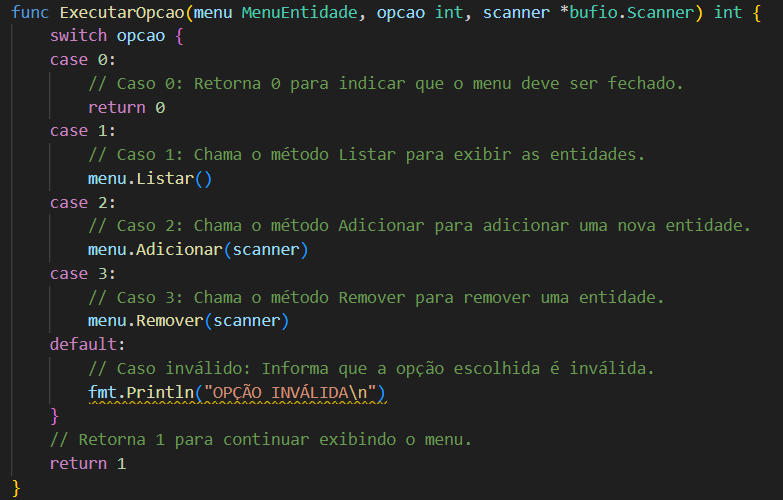 func ExecutarOpcao(menu MenuEntidade, opcao int, scanner *bufio.Scanner) int {
    switch opcao {
    case 0:
        // Caso 0: Retorna 0 para indicar que o menu deve ser fechado.
        return 0
    case 1:
        // Caso 1: Chama o método Listar para exibir as entidades.
        menu.Listar()
    case 2:
        // Caso 2: Chama o método Adicionar para adicionar uma nova entidade.
        menu.Adicionar(scanner)
    case 3:
        // Caso 3: Chama o método Remover para remover uma entidade.
        menu.Remover(scanner)
    default:
        // Caso inválido: Informa que a opção escolhida é inválida.
        fmt.Println("OPÇÃO INVÁLIDA\n")
    }
    // Retorna 1 para continuar exibindo o menu.
    return 1
}